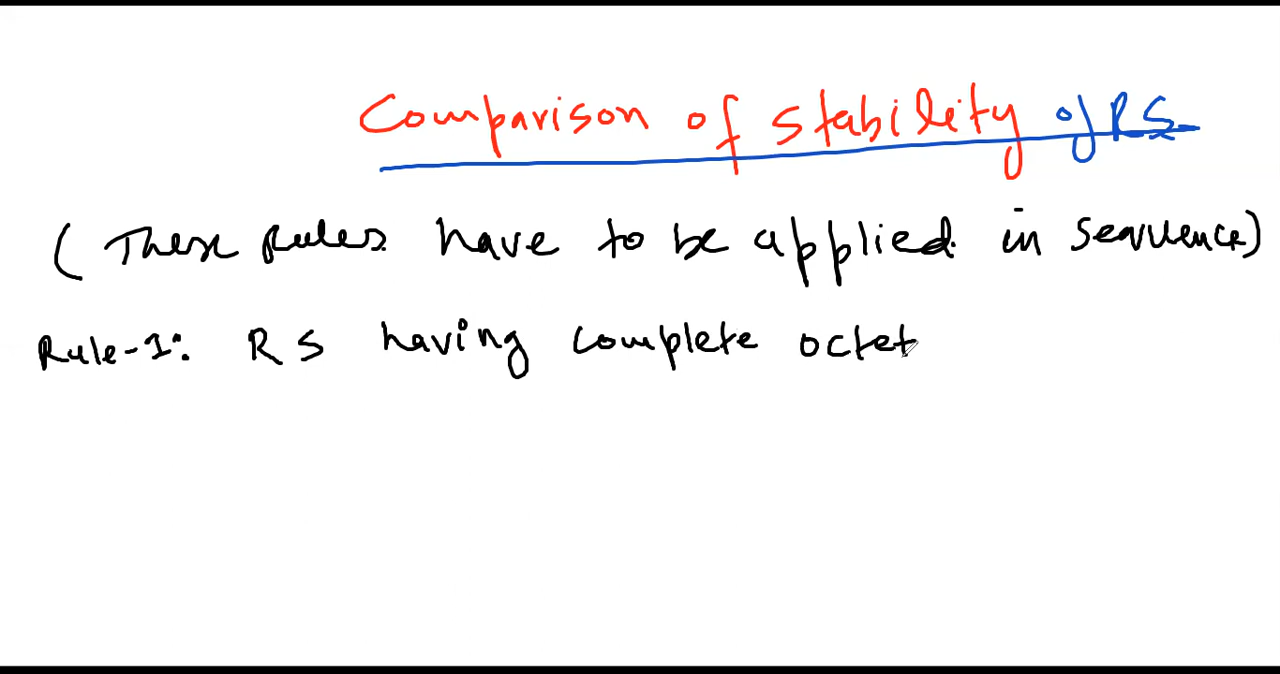 Comparison of stability of RS
(These Rules have to be applied in sequence)
Rule-1: RS having complete octet